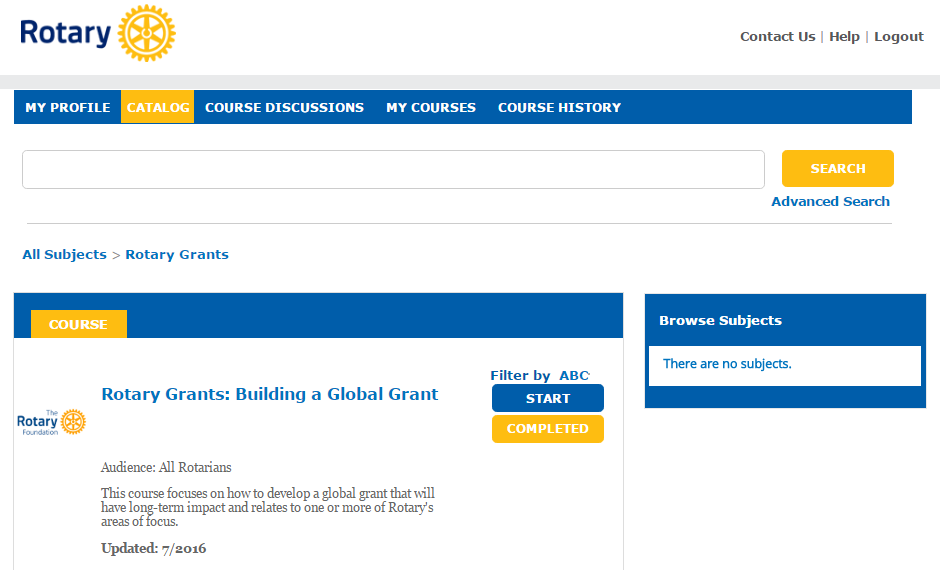 Rotary
Contact Us | Help | Logout
MY PROFILE CATALOG COURSE DISCUSSIONS MY COURSES COURSE HISTORY
SEARCH
Advanced Search
All Subjects > Rotary Grants
COURSE
Browse Subjects
There are no subjects.
Filter by ABC
Rotary Grants: Building a Global Grant
START
COMPLETED
The
Rotary
Foundation
Audience: All Rotarians
This course focuses on how to develop a global grant that will
have long-term impact and relates to one or more of Rotary's
areas of focus.
Updated: 7/2016